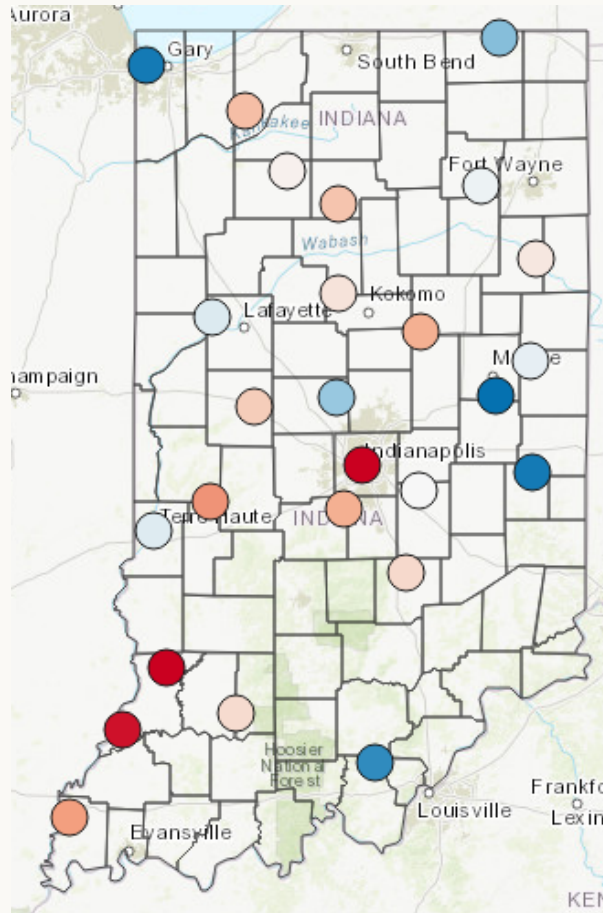 Aurora
Gary
South Bend
Kankakee
INDIANA
Fort Wayne
Wabash
Lafayette
Kokomo
hampaign
Indianapolis
Terre Haute
INDIANA
Hoosier
National
Forest
Louisville
Frankfo
Lexin
Evansville
KEN